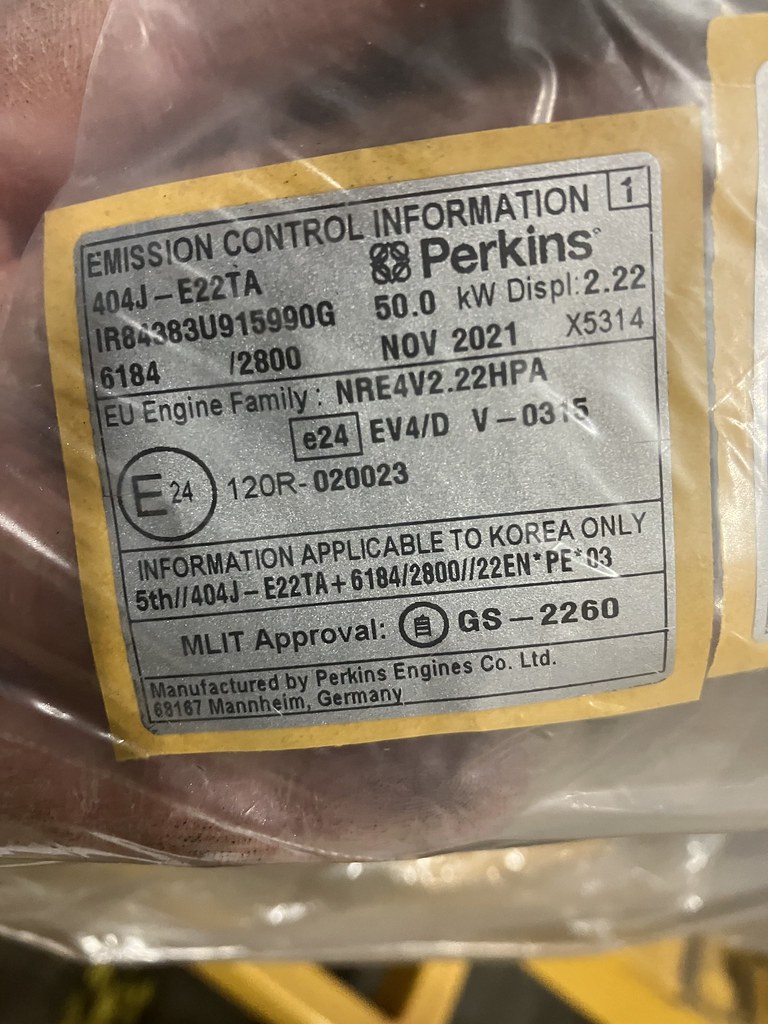 EMISSION CONTROL INFORMATION 1
404J-E22TA Perkins
IR84383U915990G 50.0 kW Displ:2.22
6184 /2800 NOV 2021 X5314
EU Engine Family: NRE4V2.22HPA
e24 EV4/D V-0315
E 24 120R-020023
INFORMATION APPLICABLE TO KOREA ONLY
5th//404J-E22TA+6184/2800//22EN*PE*03
MLIT Approval: 自 GS-2260
Manufactured by Perkins Engines Co. Ltd.
68167 Mannheim, Germany